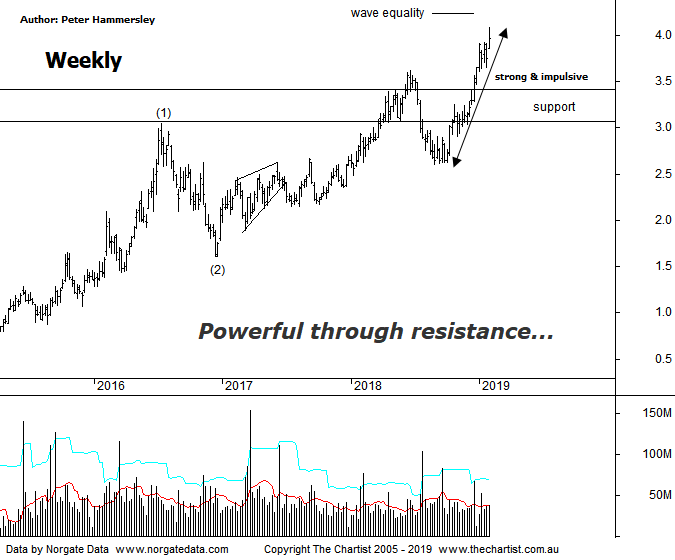 wave equality
Author: Peter Hammersley
4.0
Weekly
strong & impulsive
3.5
support
(1)
3.0
2.5
2.0
(2)
1.5
1.0
Powerful through resistance...
0.5
2016 2017 2018 2019
150M
100M
50M
Data by Norgate Data www.norgatedata.com Copyright The Chartist 2005 - 2019 www.thechartist.com.au